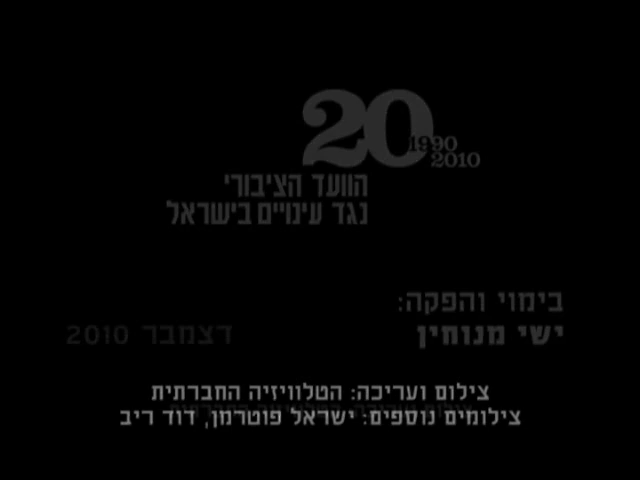 20
1990
2010
הוועד הציבורי
נגד עינויים בישראל
בימוי והפקה:
ישי מנוחין
דצמבר 2010
צילום ועריכה: הטלוויזיה החברתית
צילומים נוספים: ישראל פוטרמן, דוד ריב